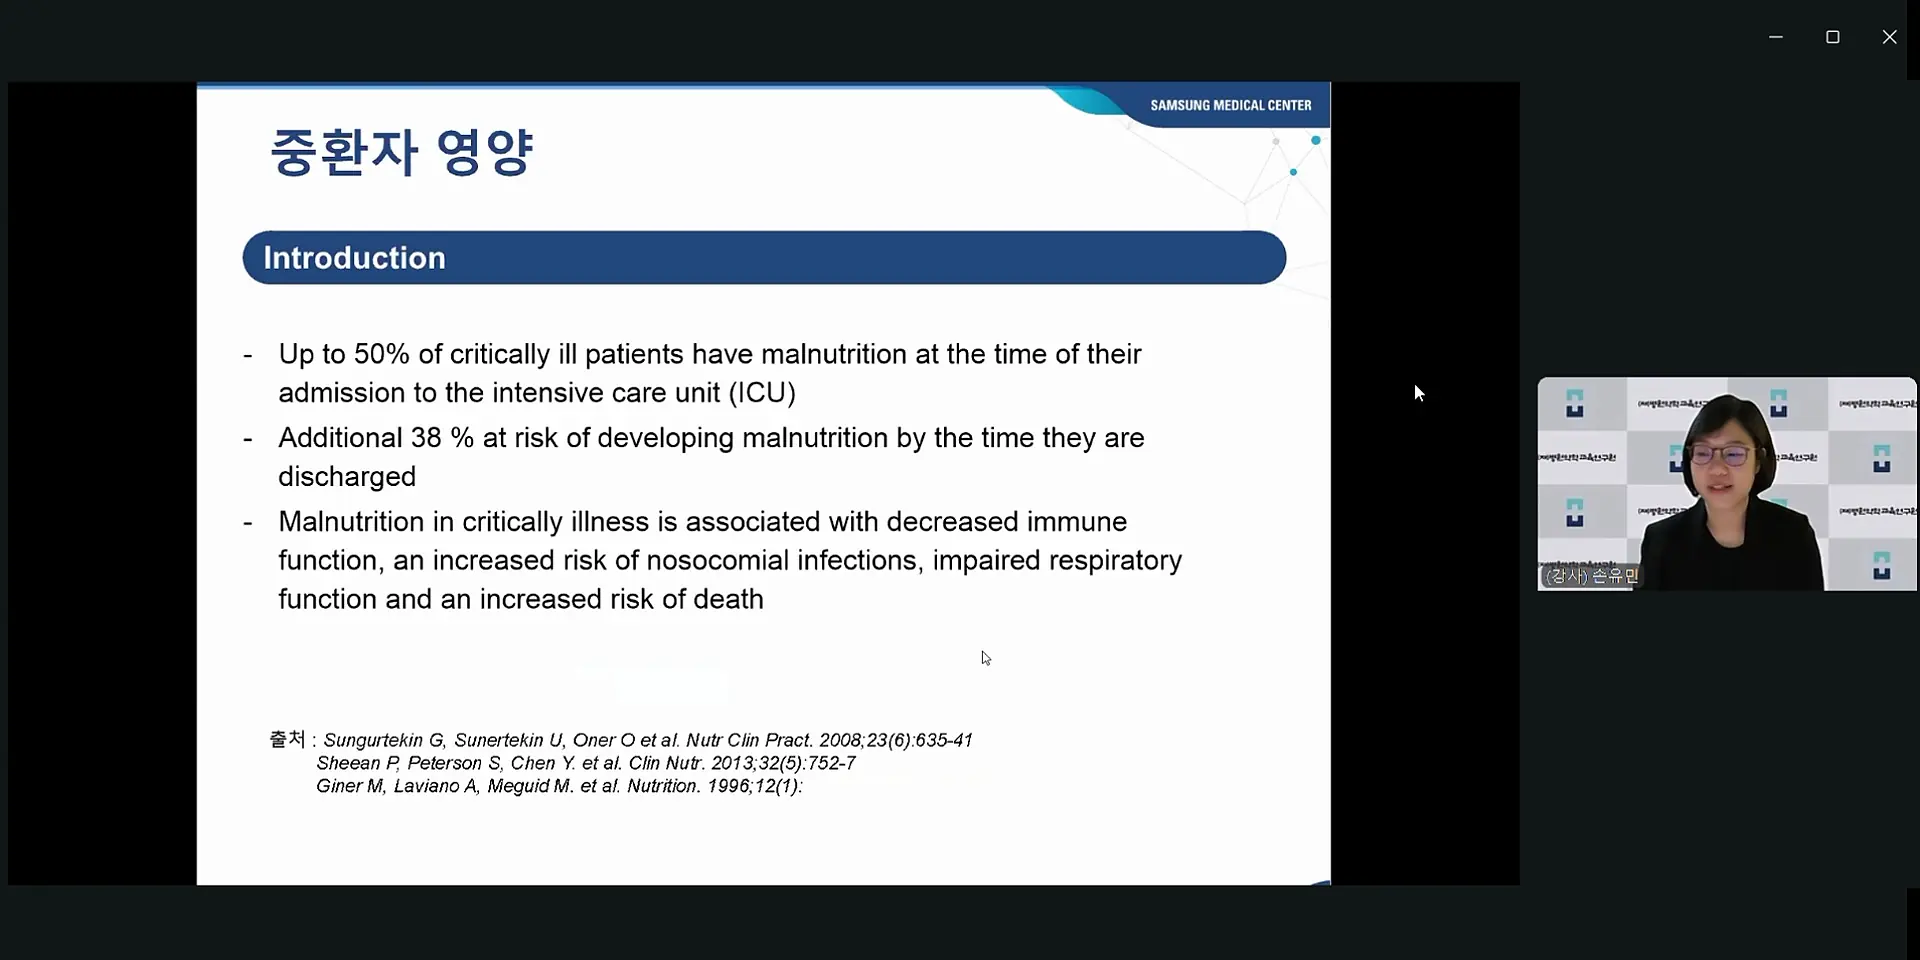 SAMSUNG MEDICAL CENTER
중환자 영양
Introduction
- Up to 50% of critically ill patients have malnutrition at the time of their
admission to the intensive care unit (ICU)
- Additional 38 % at risk of developing malnutrition by the time they are
discharged
- Malnutrition in critically illness is associated with decreased immune
function, an increased risk of nosocomial infections, impaired respiratory
function and an increased risk of death
출처 : Sungurtekin G, Sunertekin U, Oner O et al. Nutr Clin Pract. 2008;23(6):635-41
Sheean P, Peterson S, Chen Y. et al. Clin Nutr. 2013;32(5):752-7
Giner M, Laviano A, Meguid M. et al. Nutrition. 1996;12(1):
(강사) 손유민